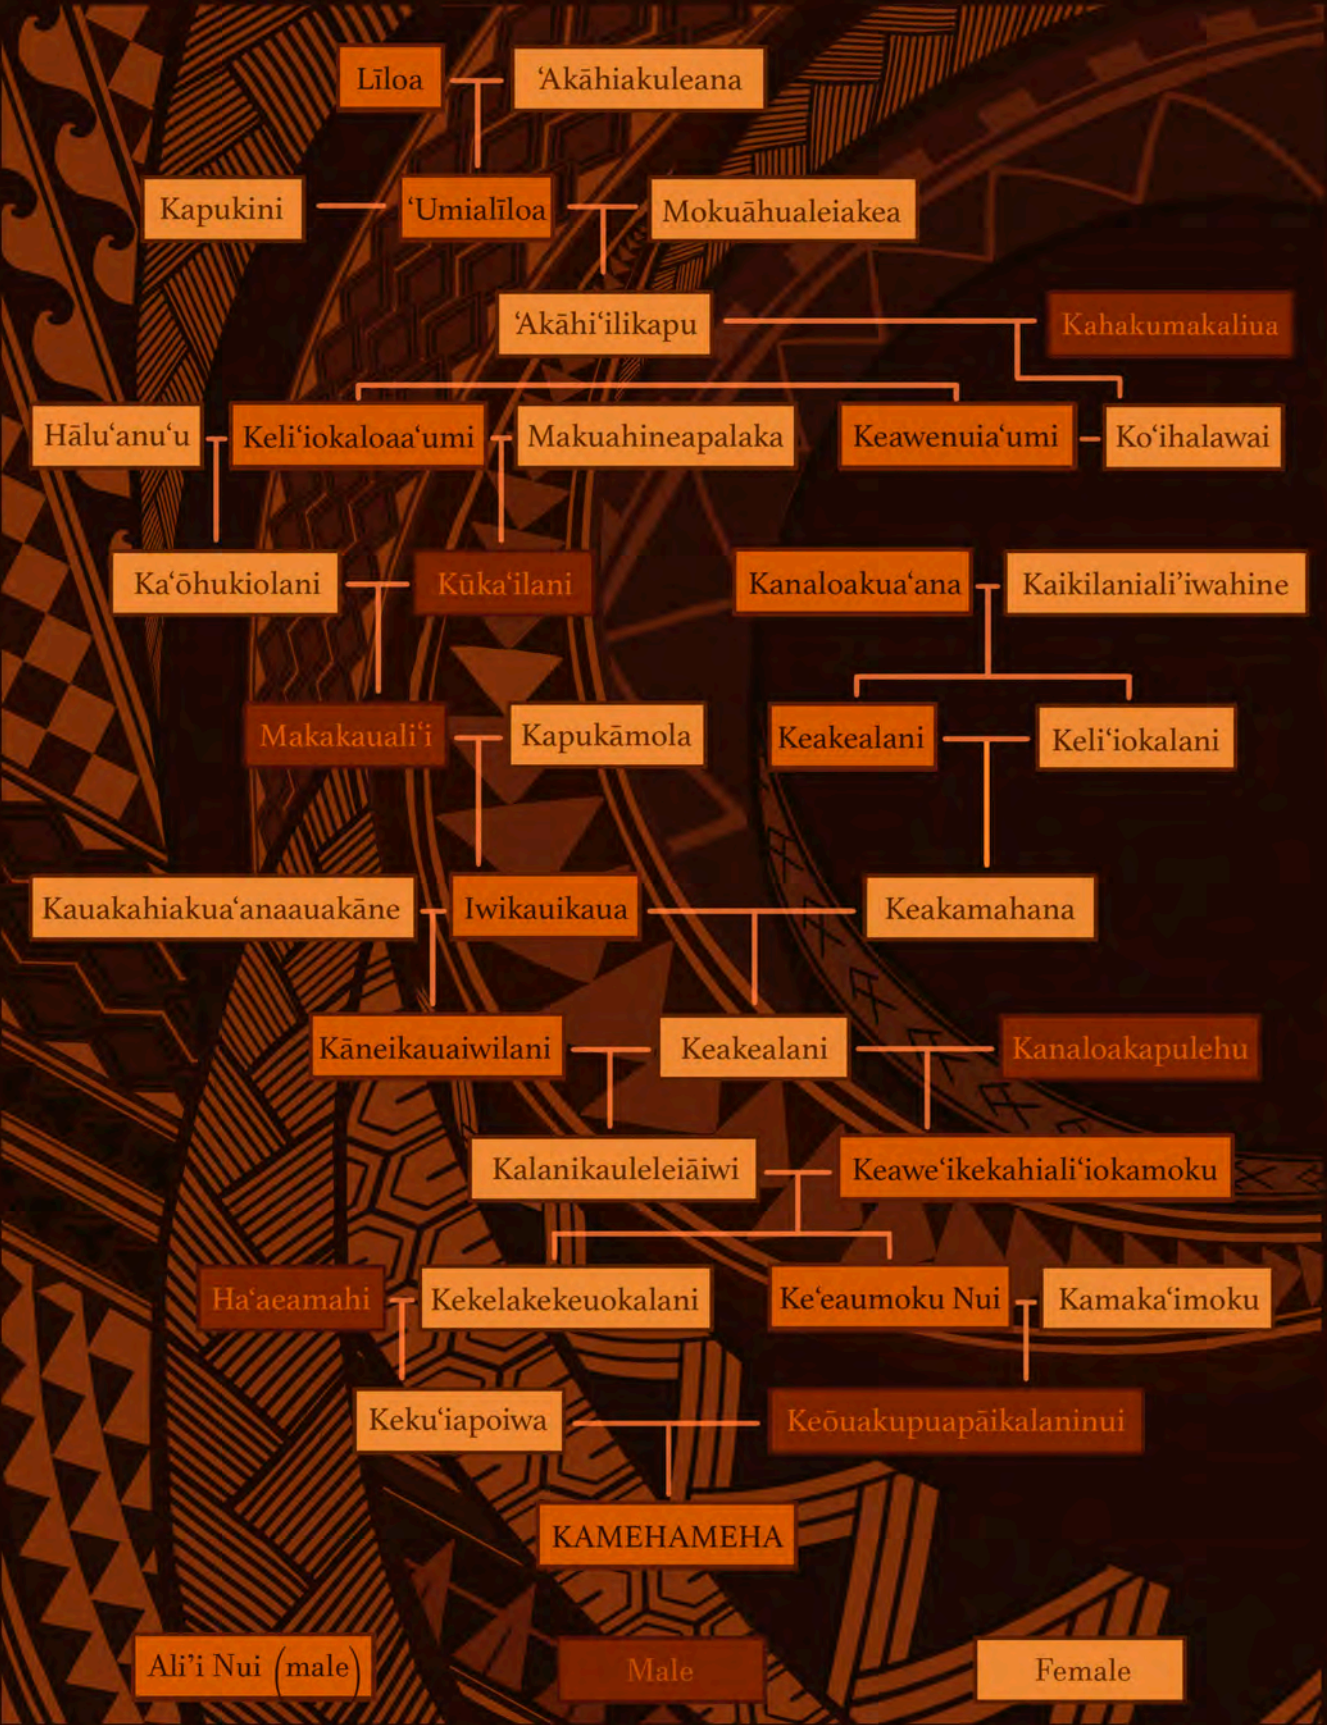 Līloa
ʻAkāhiakuleana
Kapukini
ʻUmialīloa
Mokuāhualeiakea
ʻAkāhiʻilikapu
Kahakumakaliua
Hāluʻanuʻu
Keliʻiokaloaaʻumi
Makuahineapalaka
Keawenuiaʻumi
Koʻihalawai
Kaʻōhukiolani
Kūkaʻilani
Kanaloakuaʻana
Kaikilaniali’iwahine
Makakaualiʻi
Kapukāmola
Keakealani
Keliʻiokalani
Kauakahiakuaʻanaauakāne
Iwikauikaua
Keakamahana
Kāneikauaiwilani
Keakealani
Kanaloakapulehu
Kalanikauleleiāiwi
Keaweʻikekahialiʻiokamoku
Haʻaeamahi
Kekelakekeuokalani
Keʻeaumoku Nui
Kamakaʻimoku
Kekuʻiapoiwa
Keōuakupuapāikalaninui
KAMEHAMEHA
Ali’i Nui (male)
Male
Female